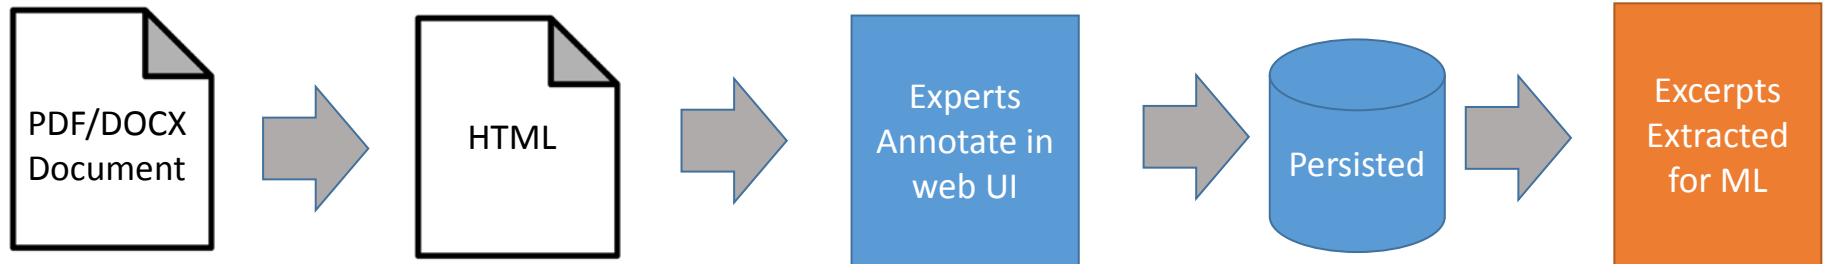 PDF/DOCX
Document
HTML
Experts
Annotate in
web UI
Persisted
Excerpts
Extracted
for ML